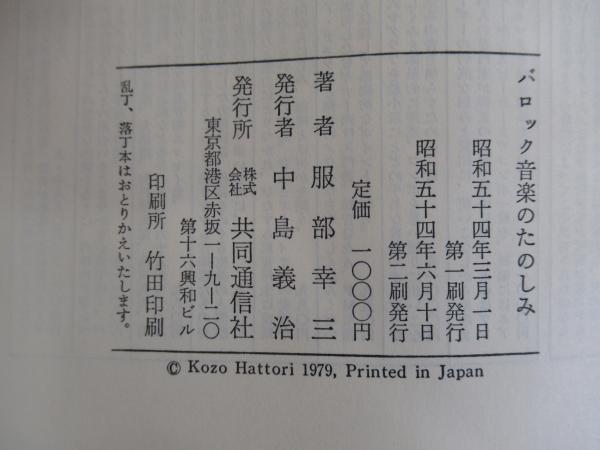 バロック音楽のたのしみ
昭和五十四年三月一日
第一刷発行
昭和五十四年六月十日
第二刷発行
定価 一〇〇〇円
著者 服部幸三
発行者 中島義治
発行所 株式会社 共同通信社
東京都港区赤坂一ー九ー二〇
第十六興和ビル
印刷所 竹田印刷
乱丁、落丁本はおとりかえいたします。
© Kozo Hattori 1979, Printed in Japan